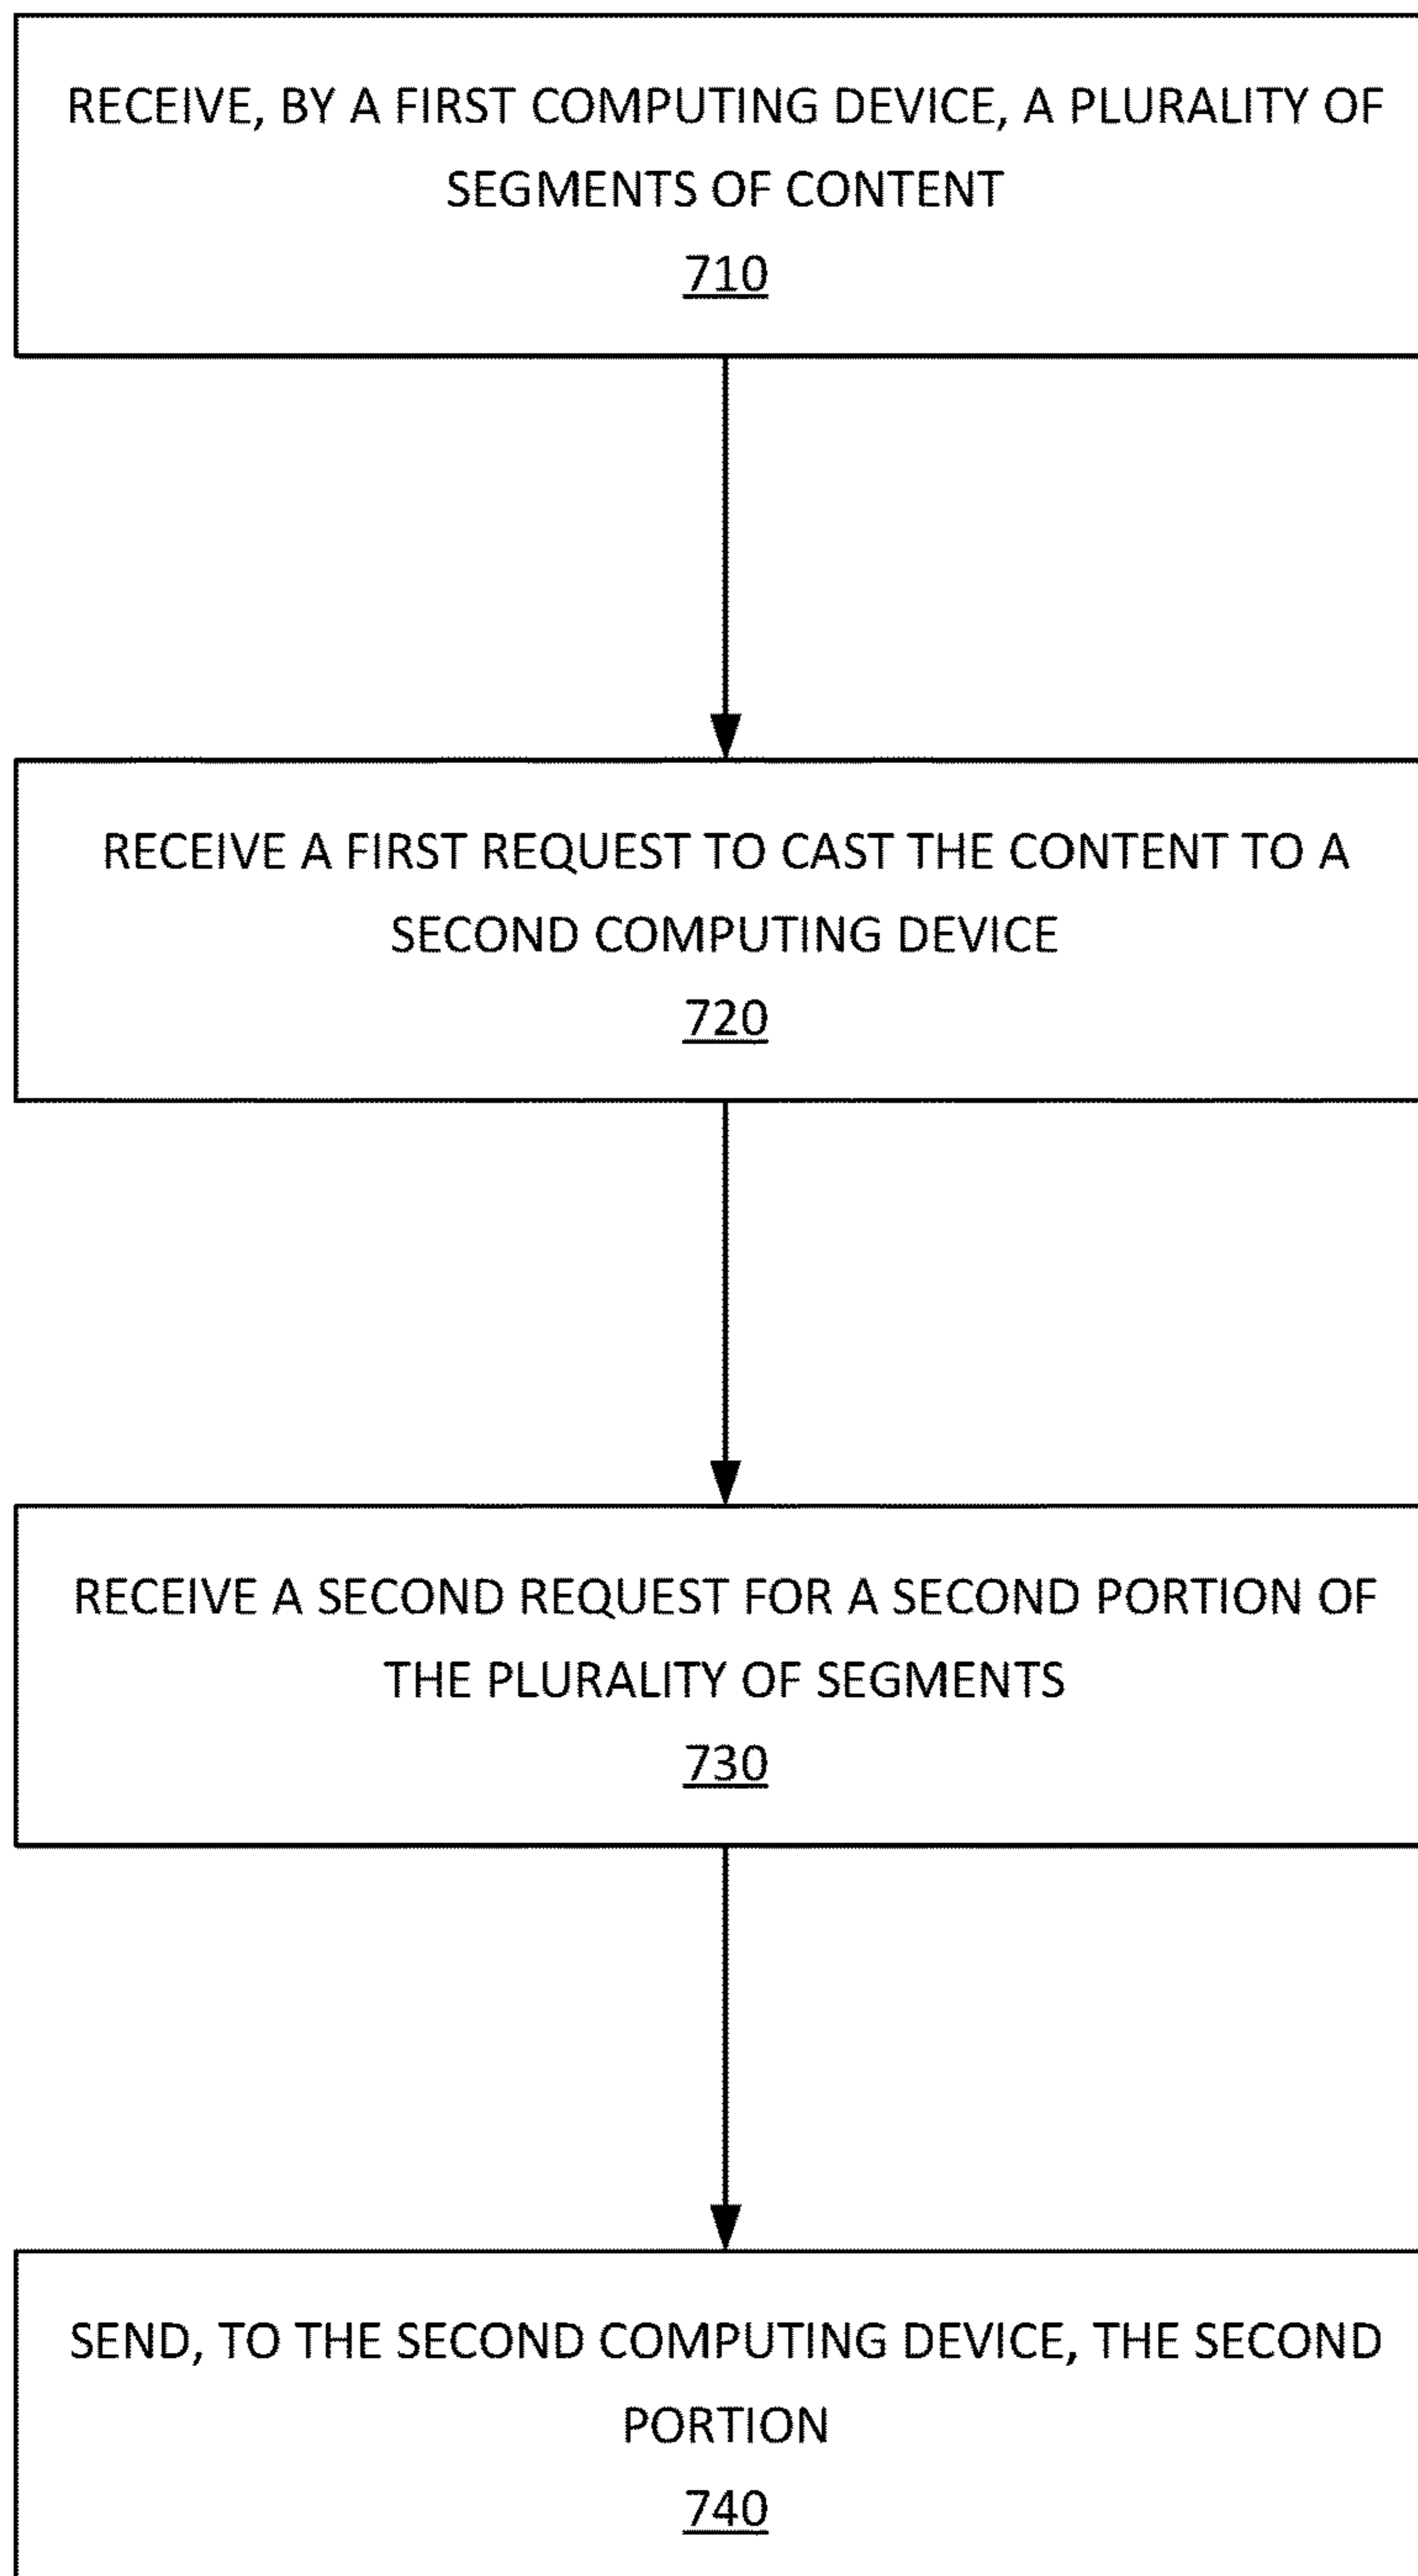 RECEIVE, BY A FIRST COMPUTING DEVICE, A PLURALITY OF
SEGMENTS OF CONTENT
710
RECEIVE A FIRST REQUEST TO CAST THE CONTENT TO A
SECOND COMPUTING DEVICE
720
RECEIVE A SECOND REQUEST FOR A SECOND PORTION OF
THE PLURALITY OF SEGMENTS
730
SEND, TO THE SECOND COMPUTING DEVICE, THE SECOND
PORTION
740